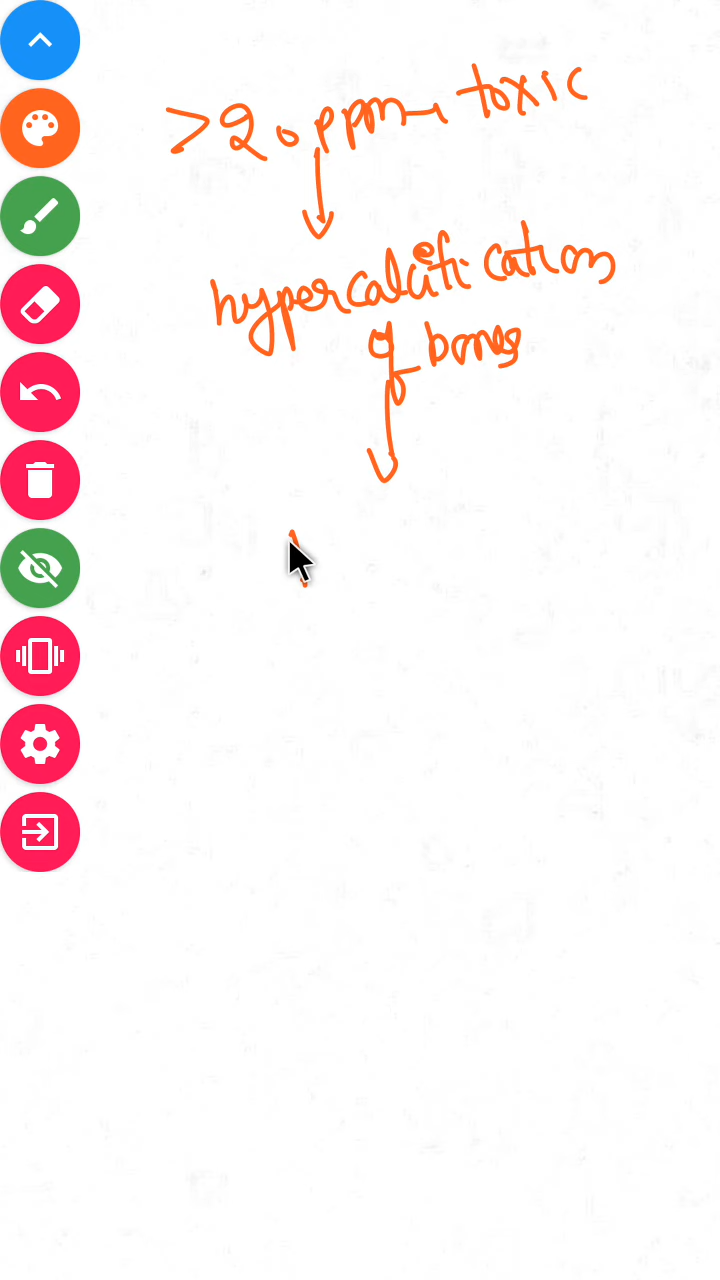 >20 ppm → toxic
hypercalcification
of bones